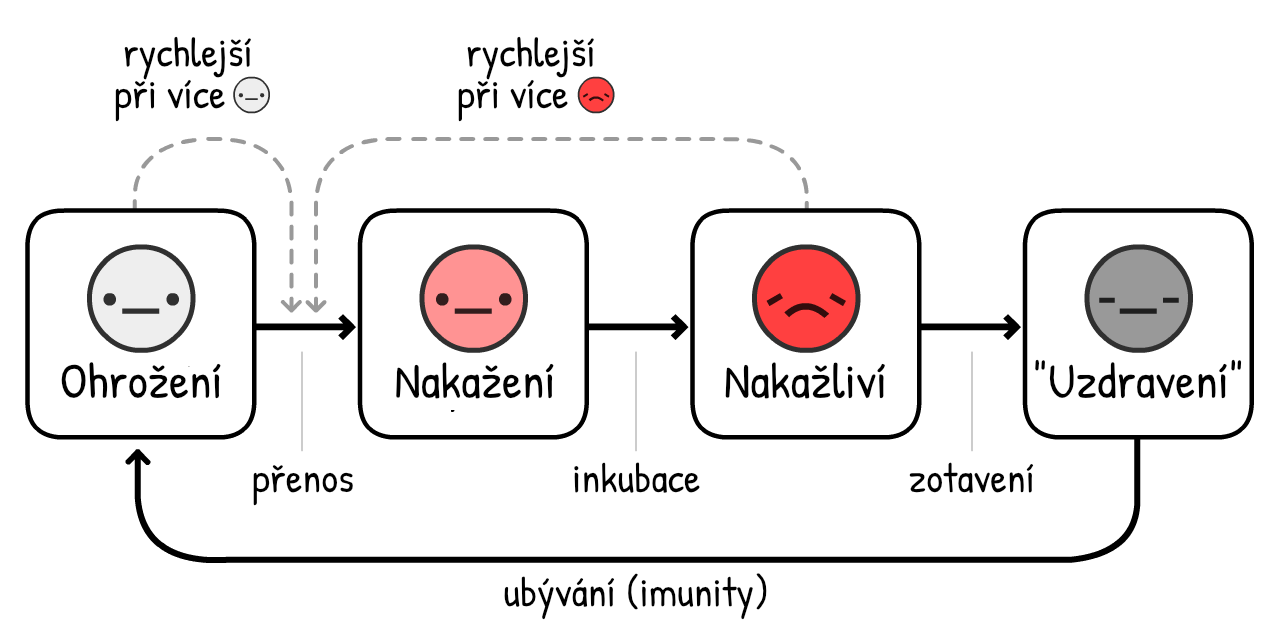 rychlejší
při více
rychlejší
při více
Ohrožení
Nakažení
Nakažliví
"Uzdravení"
přenos
inkubace
zotavení
ubývání (imunity)